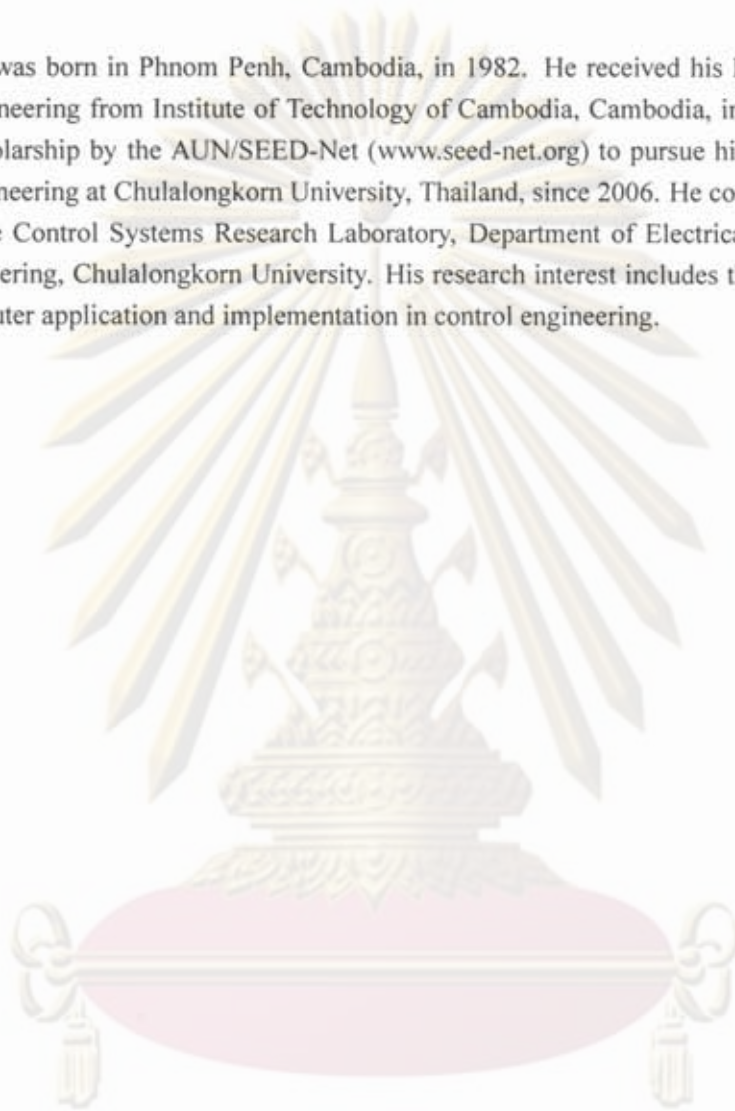 was born in Phnom Penh, Cambodia, in 1982. He received his
neering from Institute of Technology of Cambodia, Cambodia, in
olarship by the AUN/SEED-Net (www.seed-net.org) to pursue hi
neering at Chulalongkorn University, Thailand, since 2006. He co
e Control Systems Research Laboratory, Department of Electrica
ering, Chulalongkorn University. His research interest includes t
uter application and implementation in control engineering.